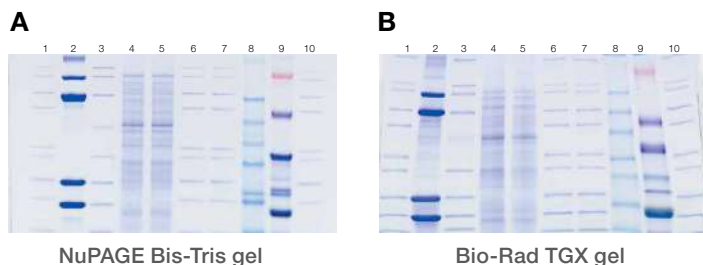 A
1 2 3 4 5 6 7 8 9 10
NuPAGE Bis-Tris gel
B
1 2 3 4 5 6 7 8 9 10
Bio-Rad TGX gel